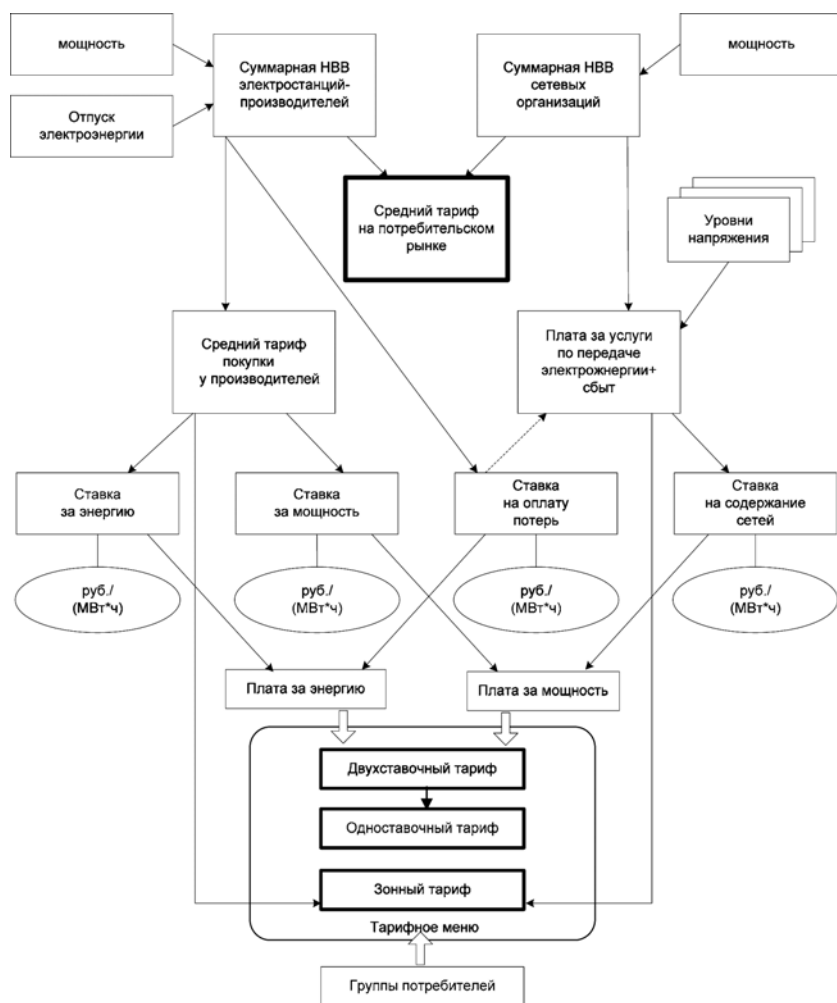 мощность
Суммарная НВВ
электростанций-
производителей
Суммарная НВВ
сетевых
организаций
мощность
Отпуск
электроэнергии
Средний тариф
на потребительском
рынке
Уровни
напряжения
Средний тариф
покупки
у производителей
Плата за услуги
по передаче
электрожнергии+
сбыт
Ставка
за энергию
Ставка
за мощность
Ставка
на оплату
потерь
Ставка
на содержание
сетей
руб./
(МВт*ч)
руб./
(МВт*ч)
руб./
(МВт*ч)
руб./
(МВт*ч)
Плата за энергию
Плата за мощность
Двухставочный тариф
Одноставочный тариф
Зонный тариф
Тарифное меню
Группы потребителей